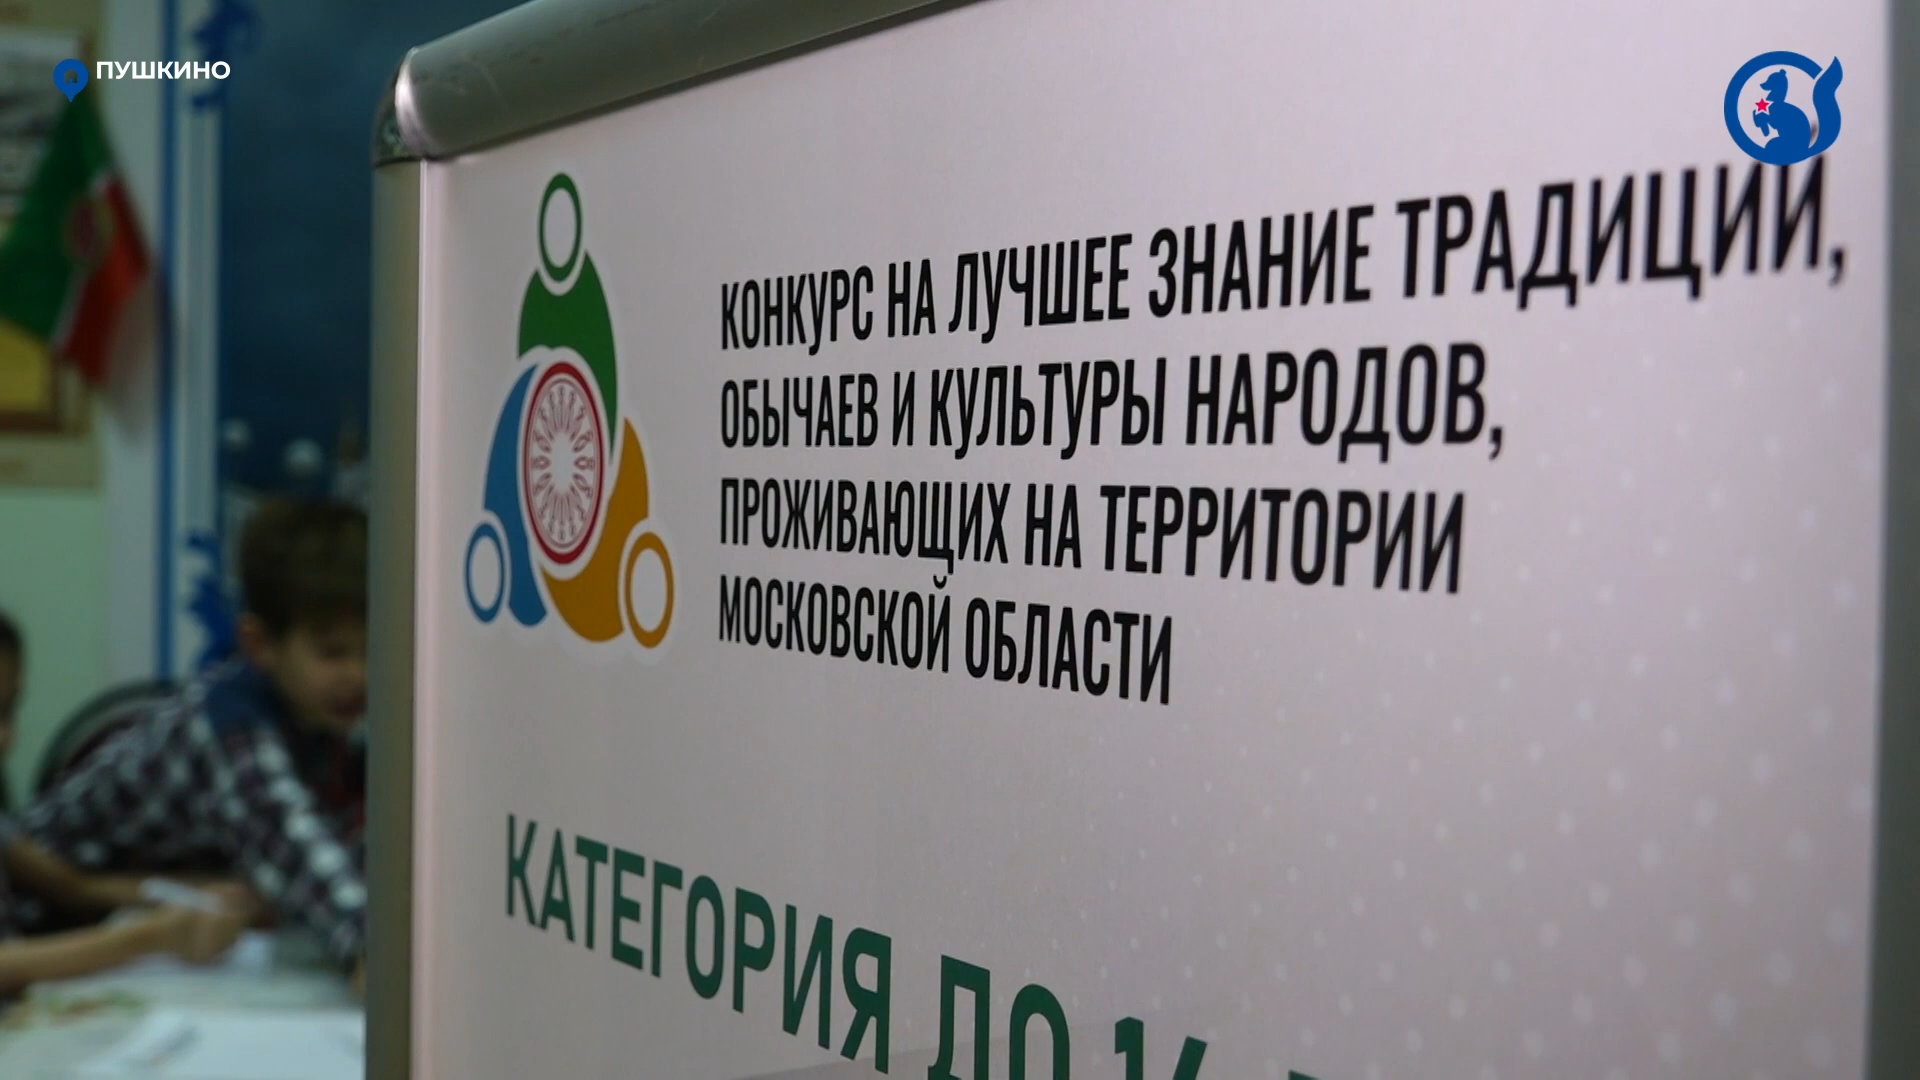 ПУШКИНО
КОНКУРС НА ЛУЧШЕЕ ЗНАНИЕ ТРАДИЦИЙ,
ОБЫЧАЕВ И КУЛЬТУРЫ НАРОДОВ,
ПРОЖИВАЮЩИХ НА ТЕРРИТОРИИ
МОСКОВСКОЙ ОБЛАСТИ
КАТЕГОРИЯ ДО